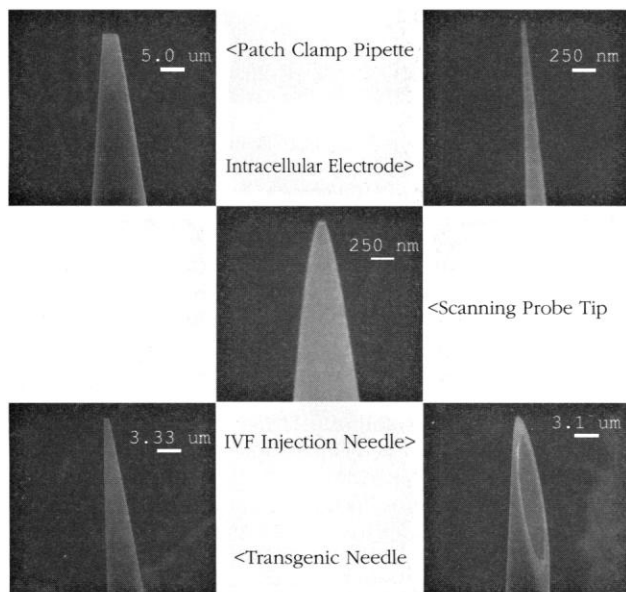 5.0 um
<Patch Clamp Pipette
250 nm
Intracellular Electrode>
250 nm
<Scanning Probe Tip
3.33 um
IVF Injection Needle>
3.1 um
<Transgenic Needle